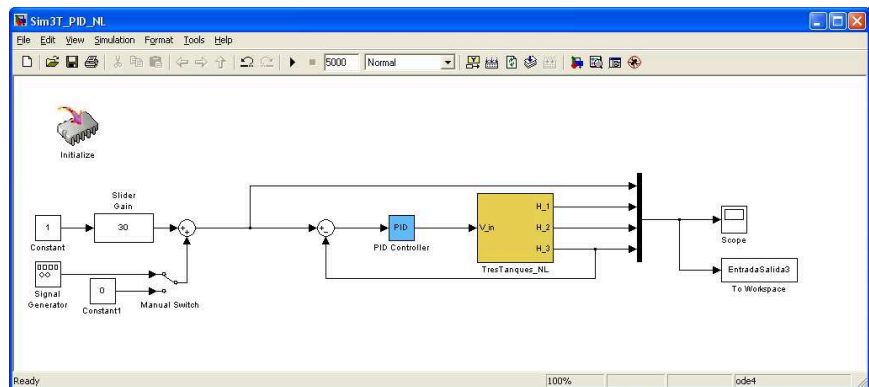 Sim3T_PID_NL
File Edit View Simulation Format Tools Help
5000 Normal
Initialize
Slider
Gain
1
30
Constant
PID
PID Controller
V_in
H_1
H_2
H_3
TresTanques_NL
Scope
Signal
Generator
0
Constant1
Manual Switch
EntradaSalida3
To Workspace
Ready 100% ode4